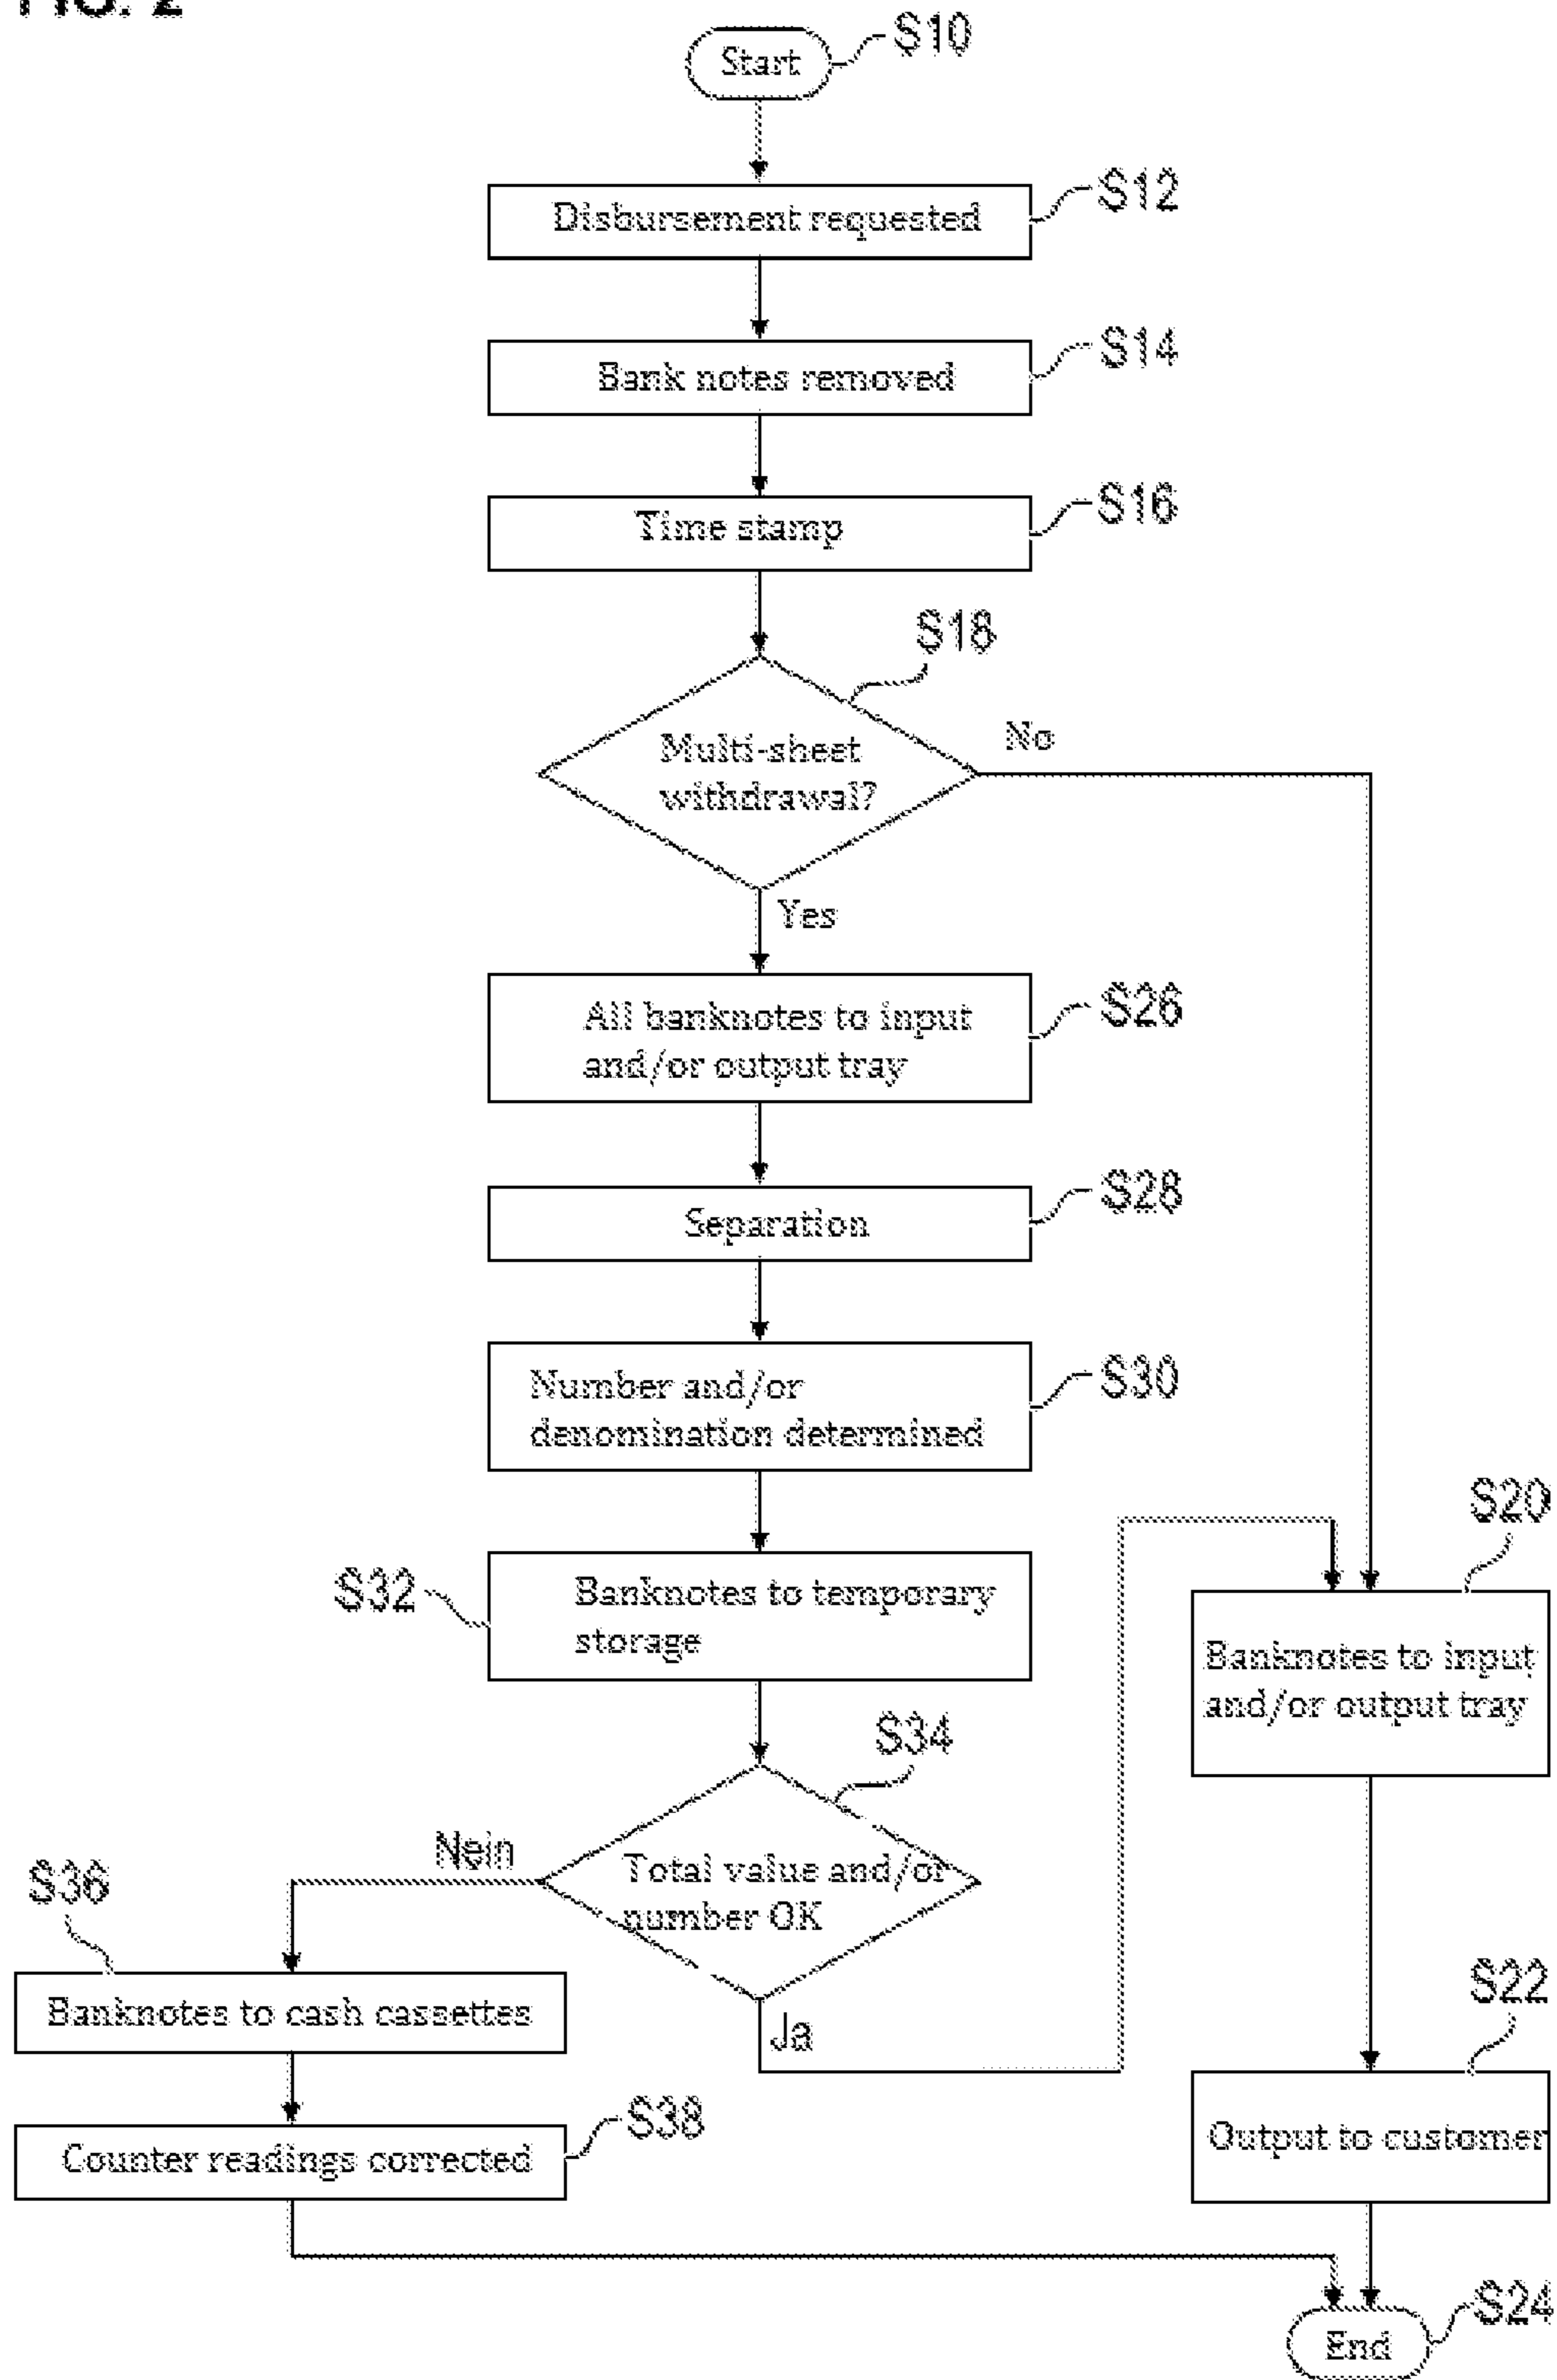 FIG. 2
S10
Start
S12
Disbursement requested
S14
Bank notes removed
S16
Time stamp
S18
Multi-sheet
withdrawal?
No
Yes
S26
All banknotes to input
and/or output tray
S28
Separation
S30
Number and/or
denomination determined
S20
S32
Banknotes to temporary
storage
Banknotes to input
and/or output tray
S34
Nein
Total value and/or
number OK
S36
Ja
Banknotes to cash cassettes
S22
S38
Counter readings corrected
Output to customer
S24
End